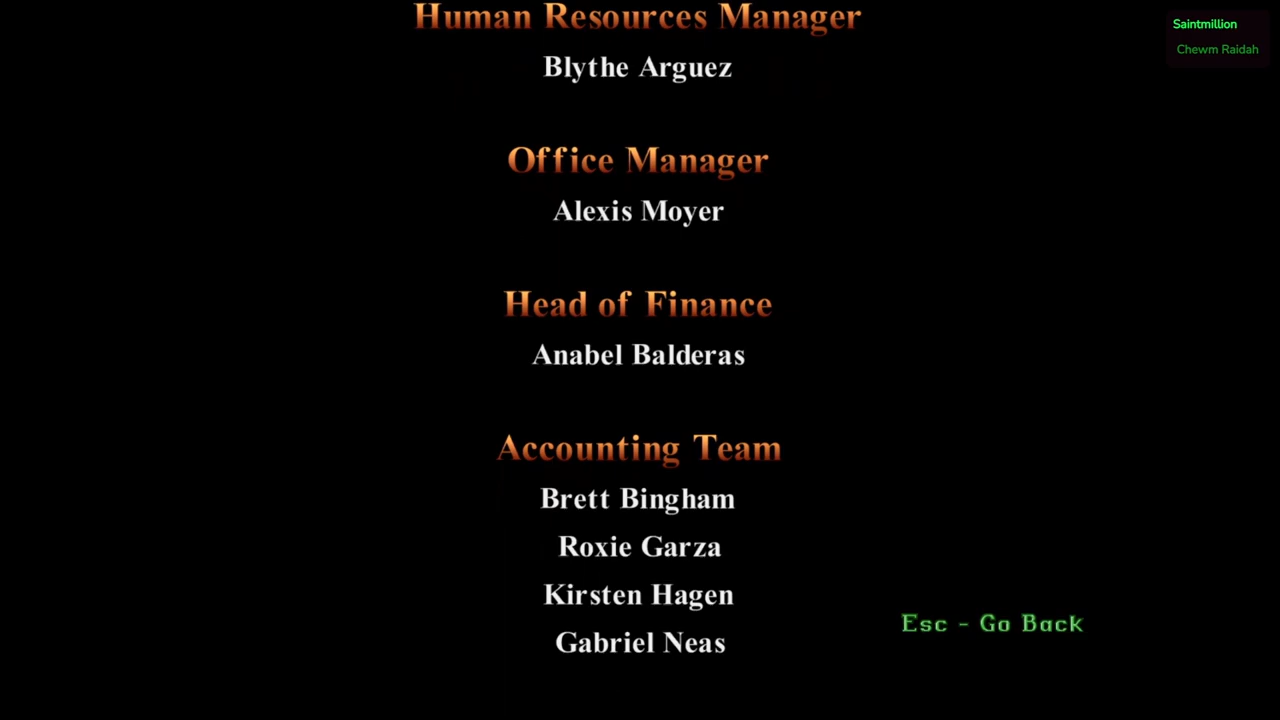 Human Resources Manager
Saintmillion
Chewm Raidah
Blythe Arguez
Office Manager
Alexis Moyer
Head of Finance
Anabel Balderas
Accounting Team
Brett Bingham
Roxie Garza
Kirsten Hagen
Esc - Go Back
Gabriel Neas